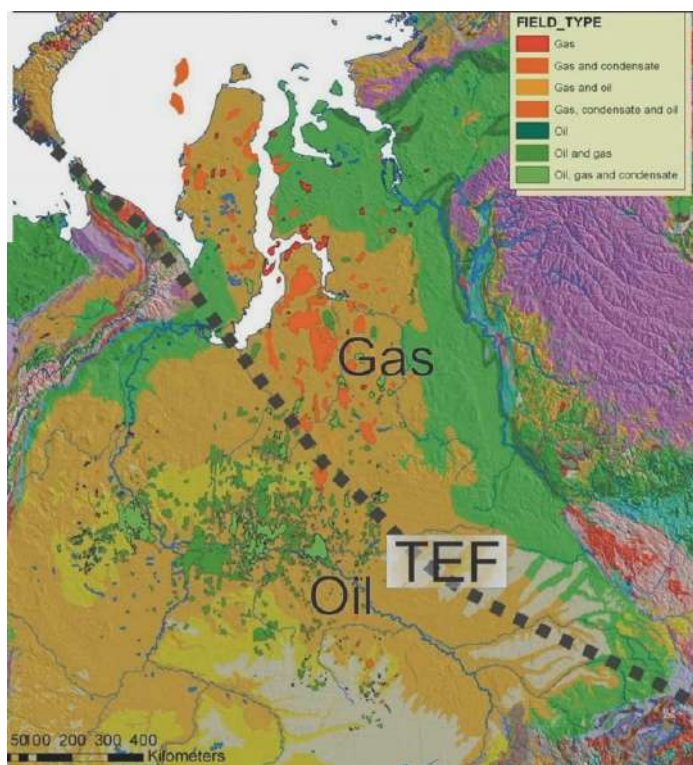 FIELD_TYPE
Gas
Gas and condensate
Gas and oil
Gas, condensate and oil
Oil
Oil and gas
Oil, gas and condensate
Gas
TEF
Oil
50100 200 300 400
Kilometers